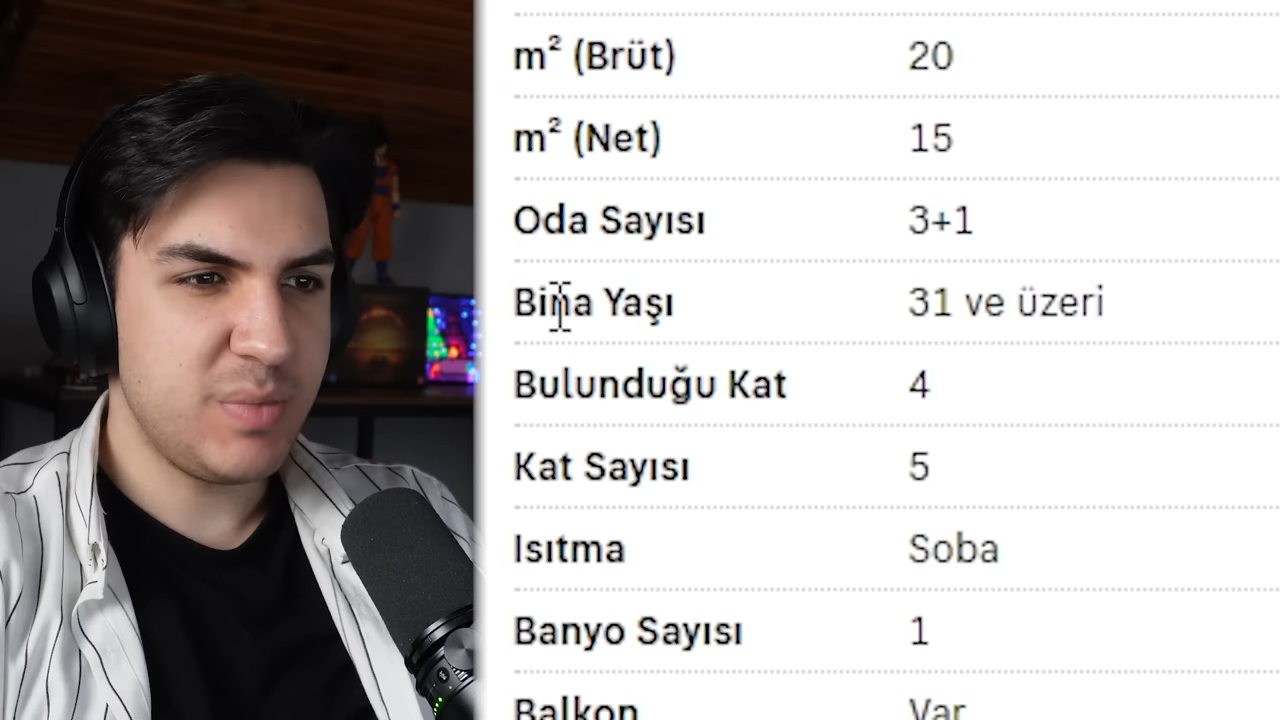 m² (Brüt) 20
m² (Net) 15
Oda Sayısı 3+1
Bina Yaşı 31 ve üzeri
Bulunduğu Kat 4
Kat Sayısı 5
Isıtma Soba
Banyo Sayısı 1
Balkon Var